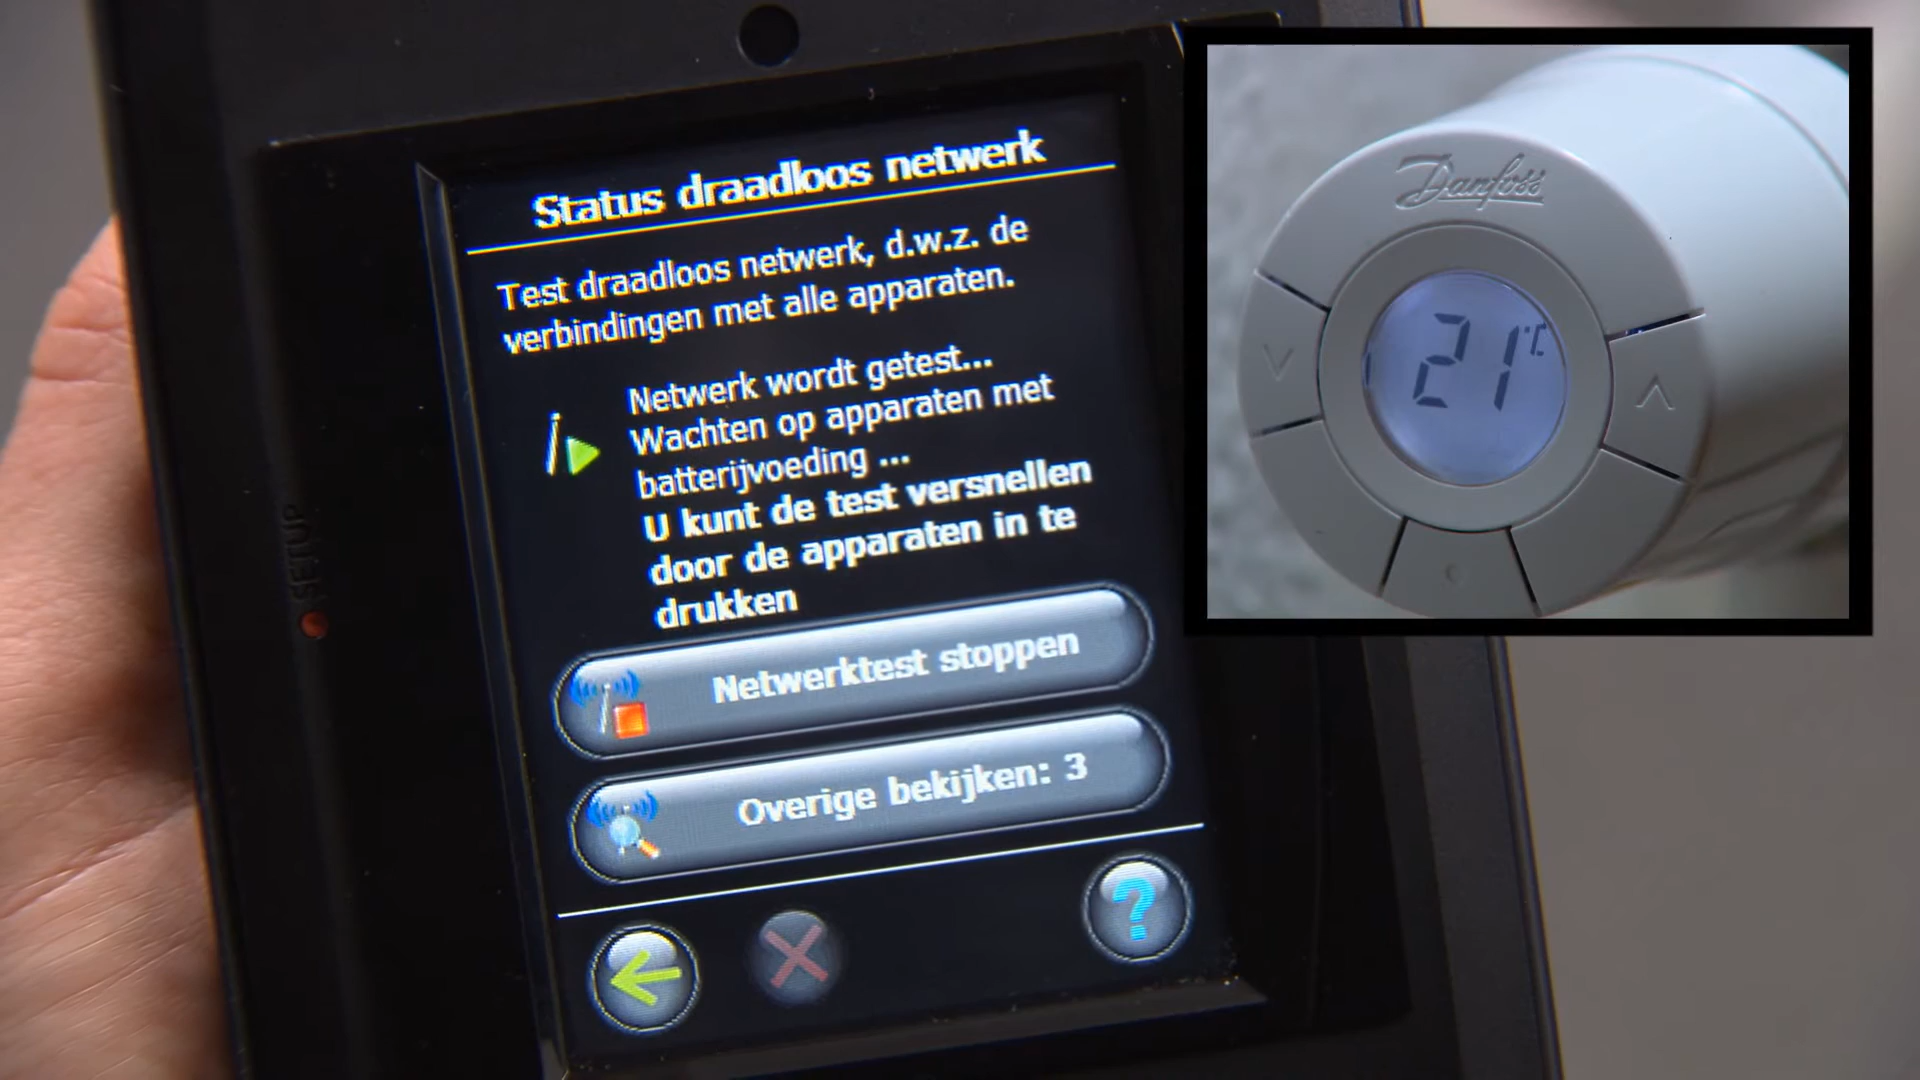 Status draadloos netwerk
Test draadloos netwerk, d.w.z. de
verbindingen met alle apparaten.
Netwerk wordt getest...
Wachten op apparaten met
batterijvoeding ...
U kunt de test versnellen
door de apparaten in te
drukken
Netwerktest stoppen
Overige bekijken: 3
SETUP
Danfoss
21°C